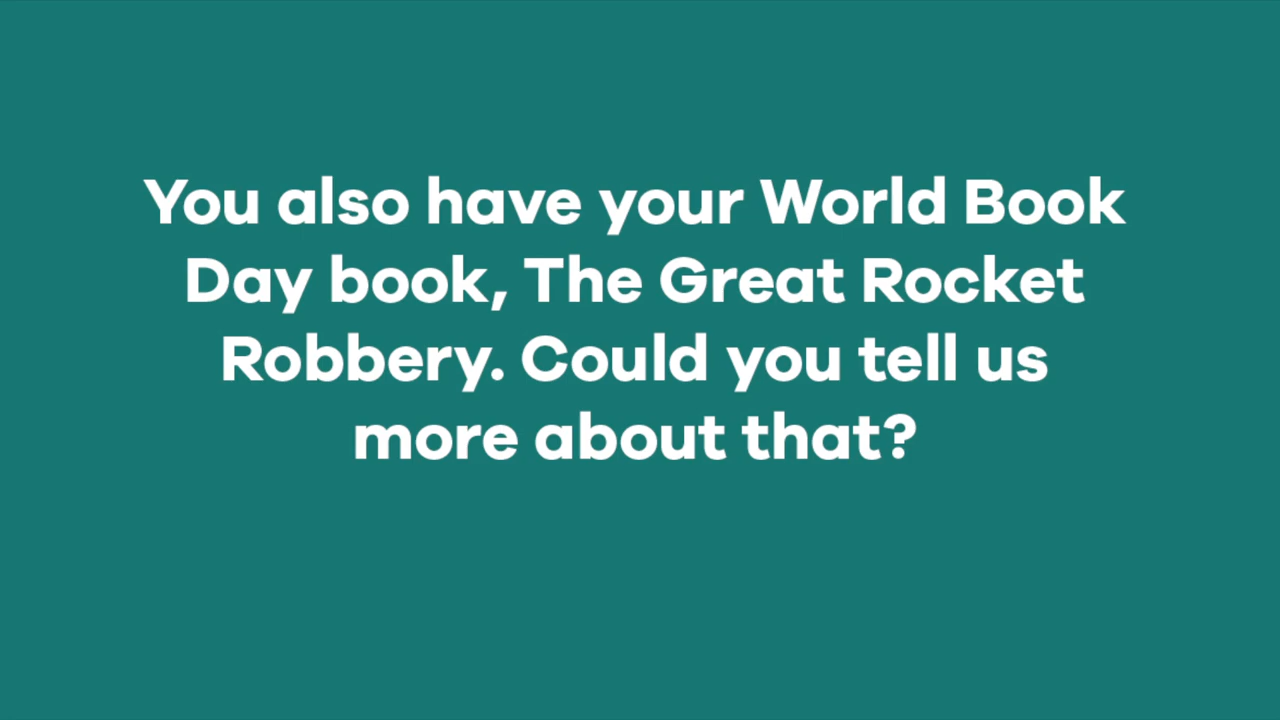 You also have your World Book
Day book, The Great Rocket
Robbery. Could you tell us
more about that?